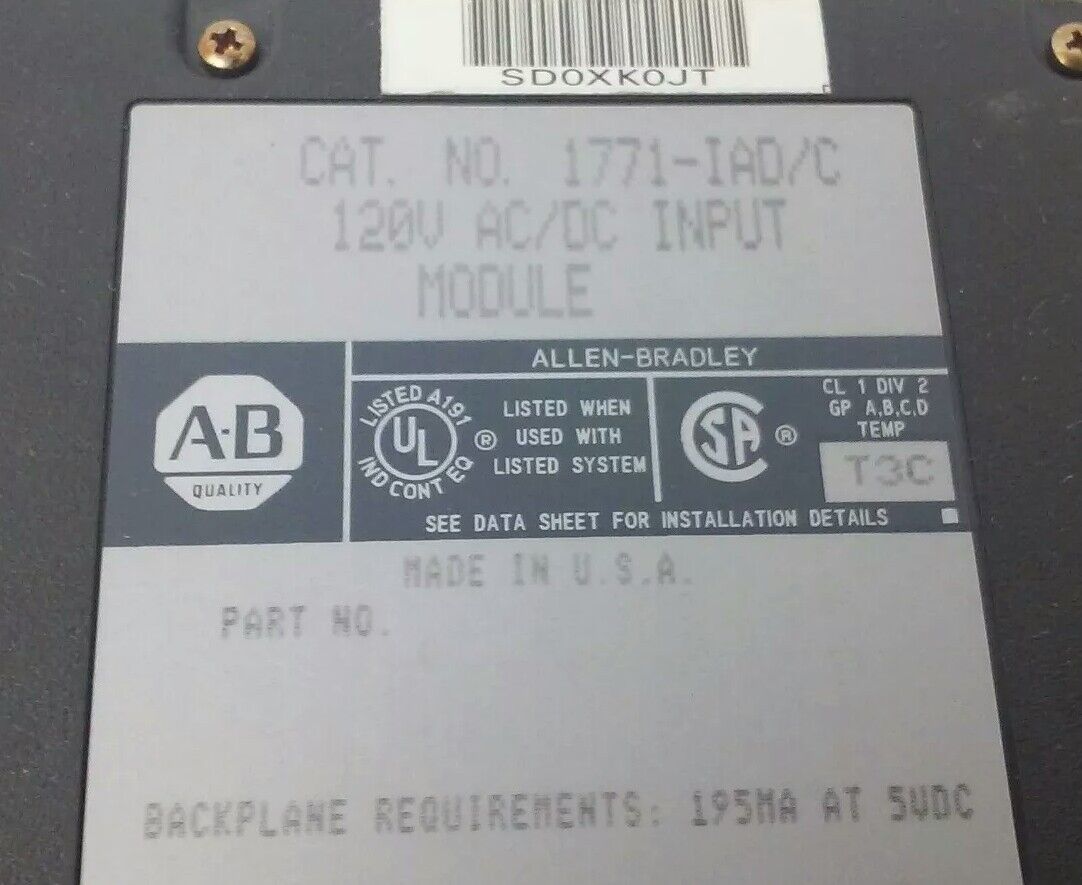 SD0XK0JT
CAT. NO. 1771-IAD/C
120V AC/DC INPUT
MODULE
ALLEN-BRADLEY
A-B
QUALITY
LISTED A191
UL
IND CONT EQ
®
LISTED WHEN
USED WITH
LISTED SYSTEM
SA
®
CL 1 DIV 2
GP A,B,C,D
TEMP
T3C
SEE DATA SHEET FOR INSTALLATION DETAILS
MADE IN U.S.A.
PART NO.
BACKPLANE REQUIREMENTS: 195MA AT 5VDC